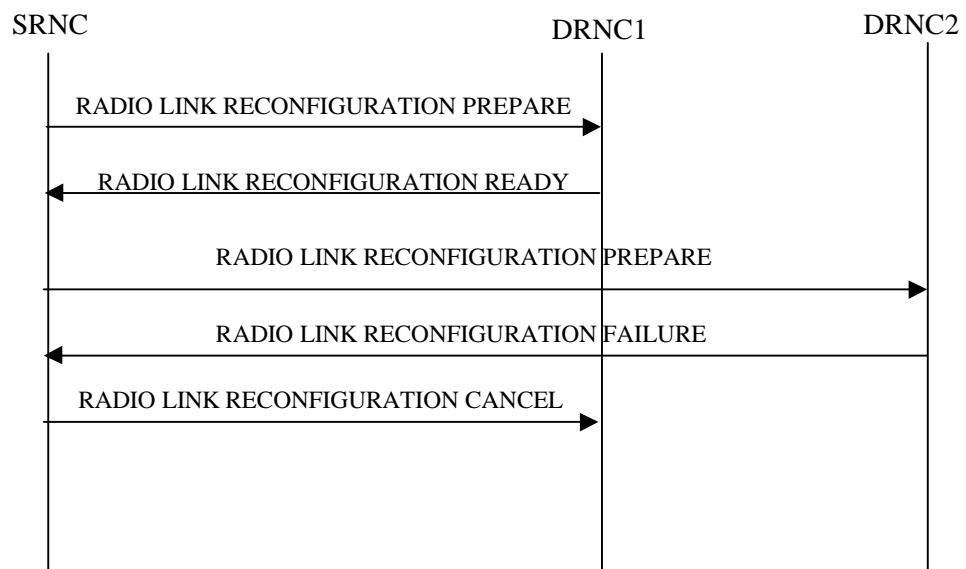 SRNC
DRNC1
DRNC2
RADIO LINK RECONFIGURATION PREPARE
RADIO LINK RECONFIGURATION READY
RADIO LINK RECONFIGURATION PREPARE
RADIO LINK RECONFIGURATION FAILURE
RADIO LINK RECONFIGURATION CANCEL